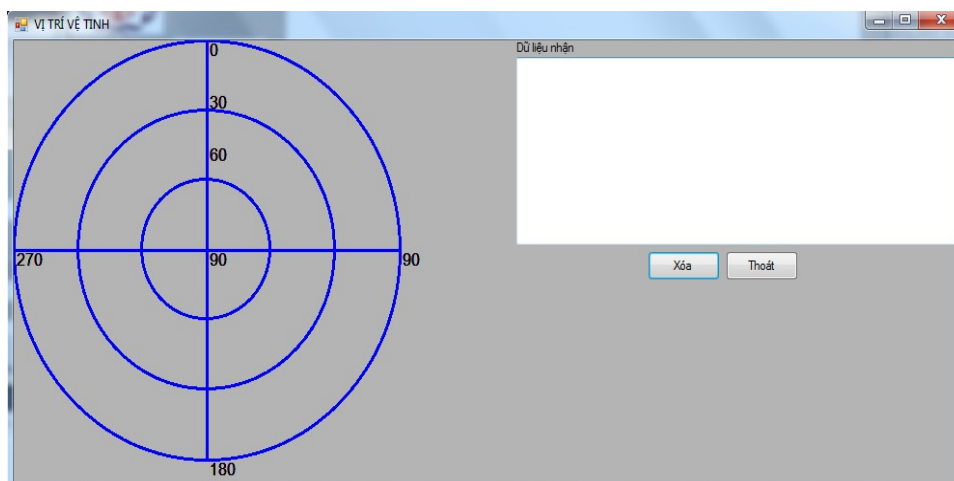 VỊ TRÍ VỆ TINH
0
30
60
270
90
90
180
Dữ liệu nhận
Xóa
Thoát